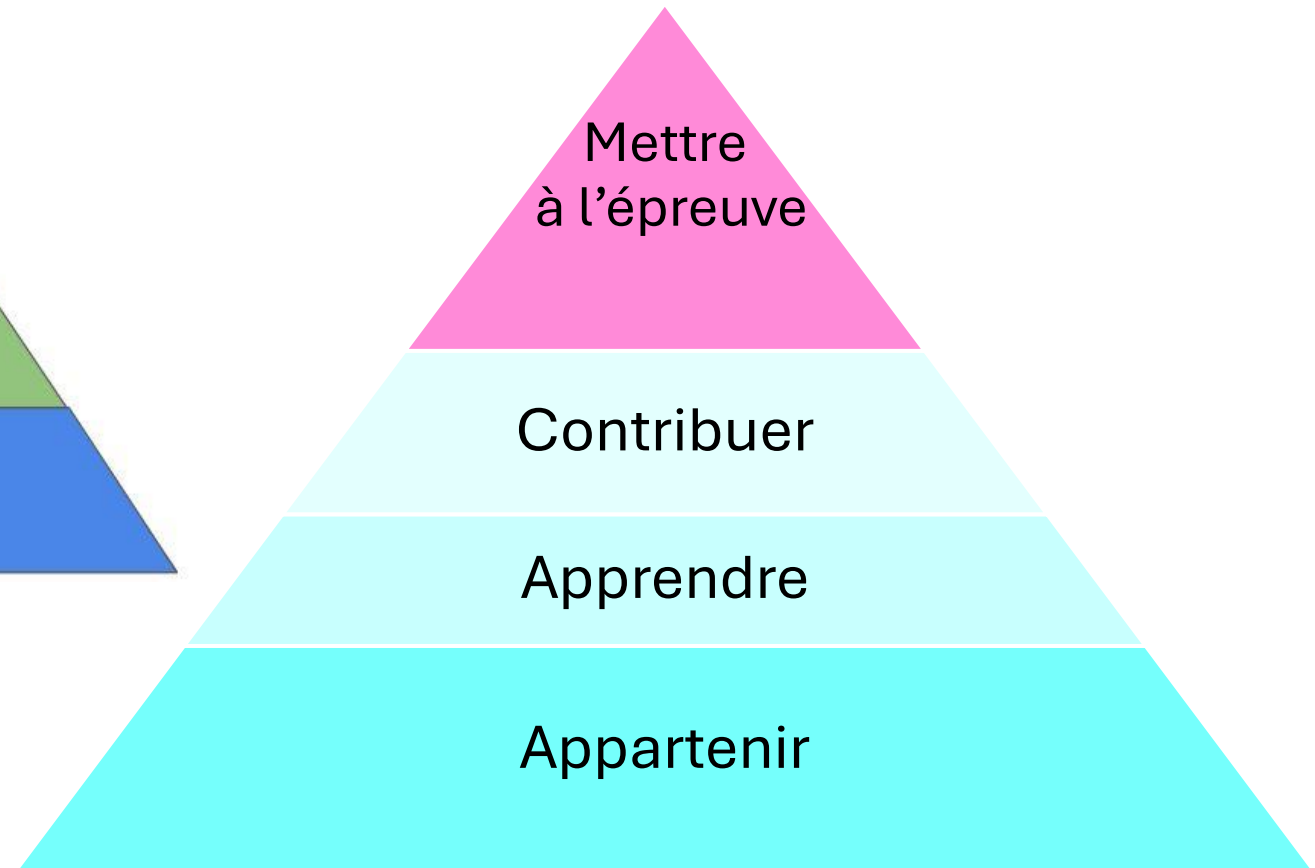 Mettre
à l’épreuve
Contribuer
Apprendre
Appartenir